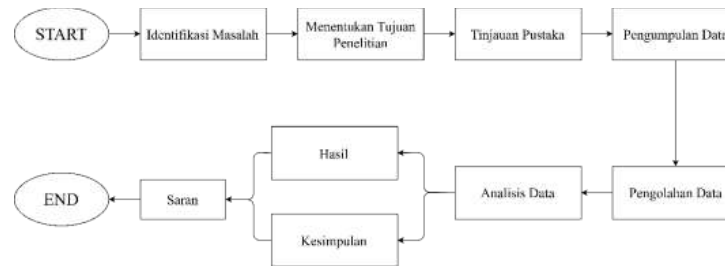 START
Identifikasi Masalah
Menentukan Tujuan
Penelitian
Tinjauan Pustaka
Pengumpulan Data
Pengolahan Data
Analisis Data
Hasil
Kesimpulan
Saran
END